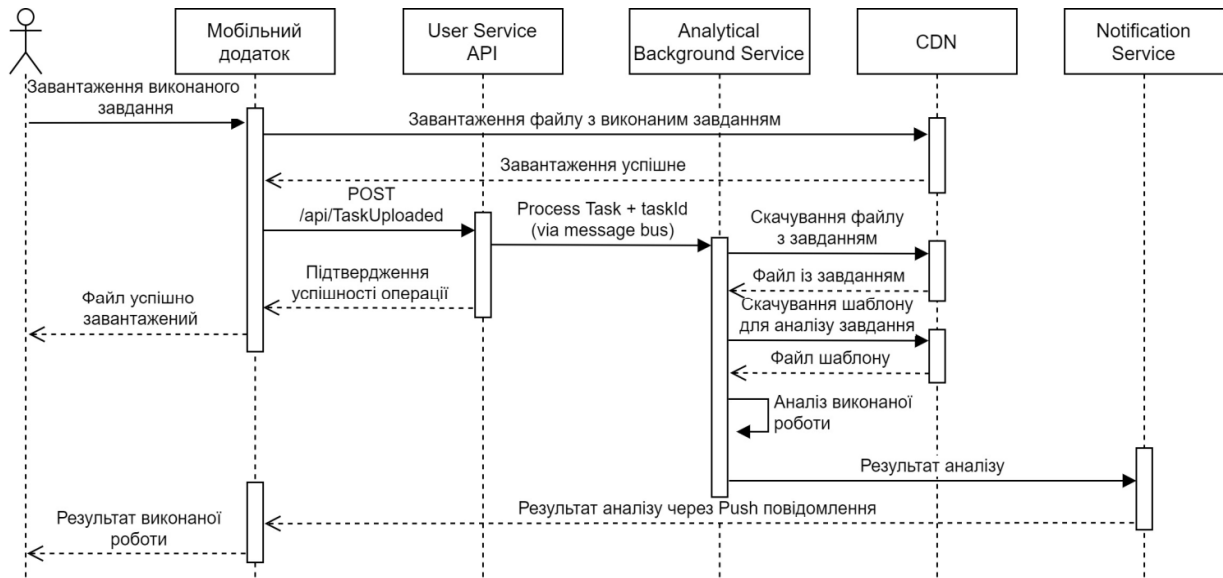 Мобільний
додаток
User Service
API
Analytical
Background Service
CDN
Notification
Service
Завантаження виконаного
завдання
Завантаження файлу з виконаним завданням
Завантаження успішне
POST
/api/TaskUploaded
Process Task + taskId
(via message bus)
Скачування файлу
з завданням
Підтвердження
успішності операції
Файл із завданням
Файл успішно
завантажений
Скачування шаблону
для аналізу завдання
Файл шаблону
Аналіз виконаної
роботи
Результат аналізу
Результат аналізу через Push повідомлення
Результат виконаної
роботи